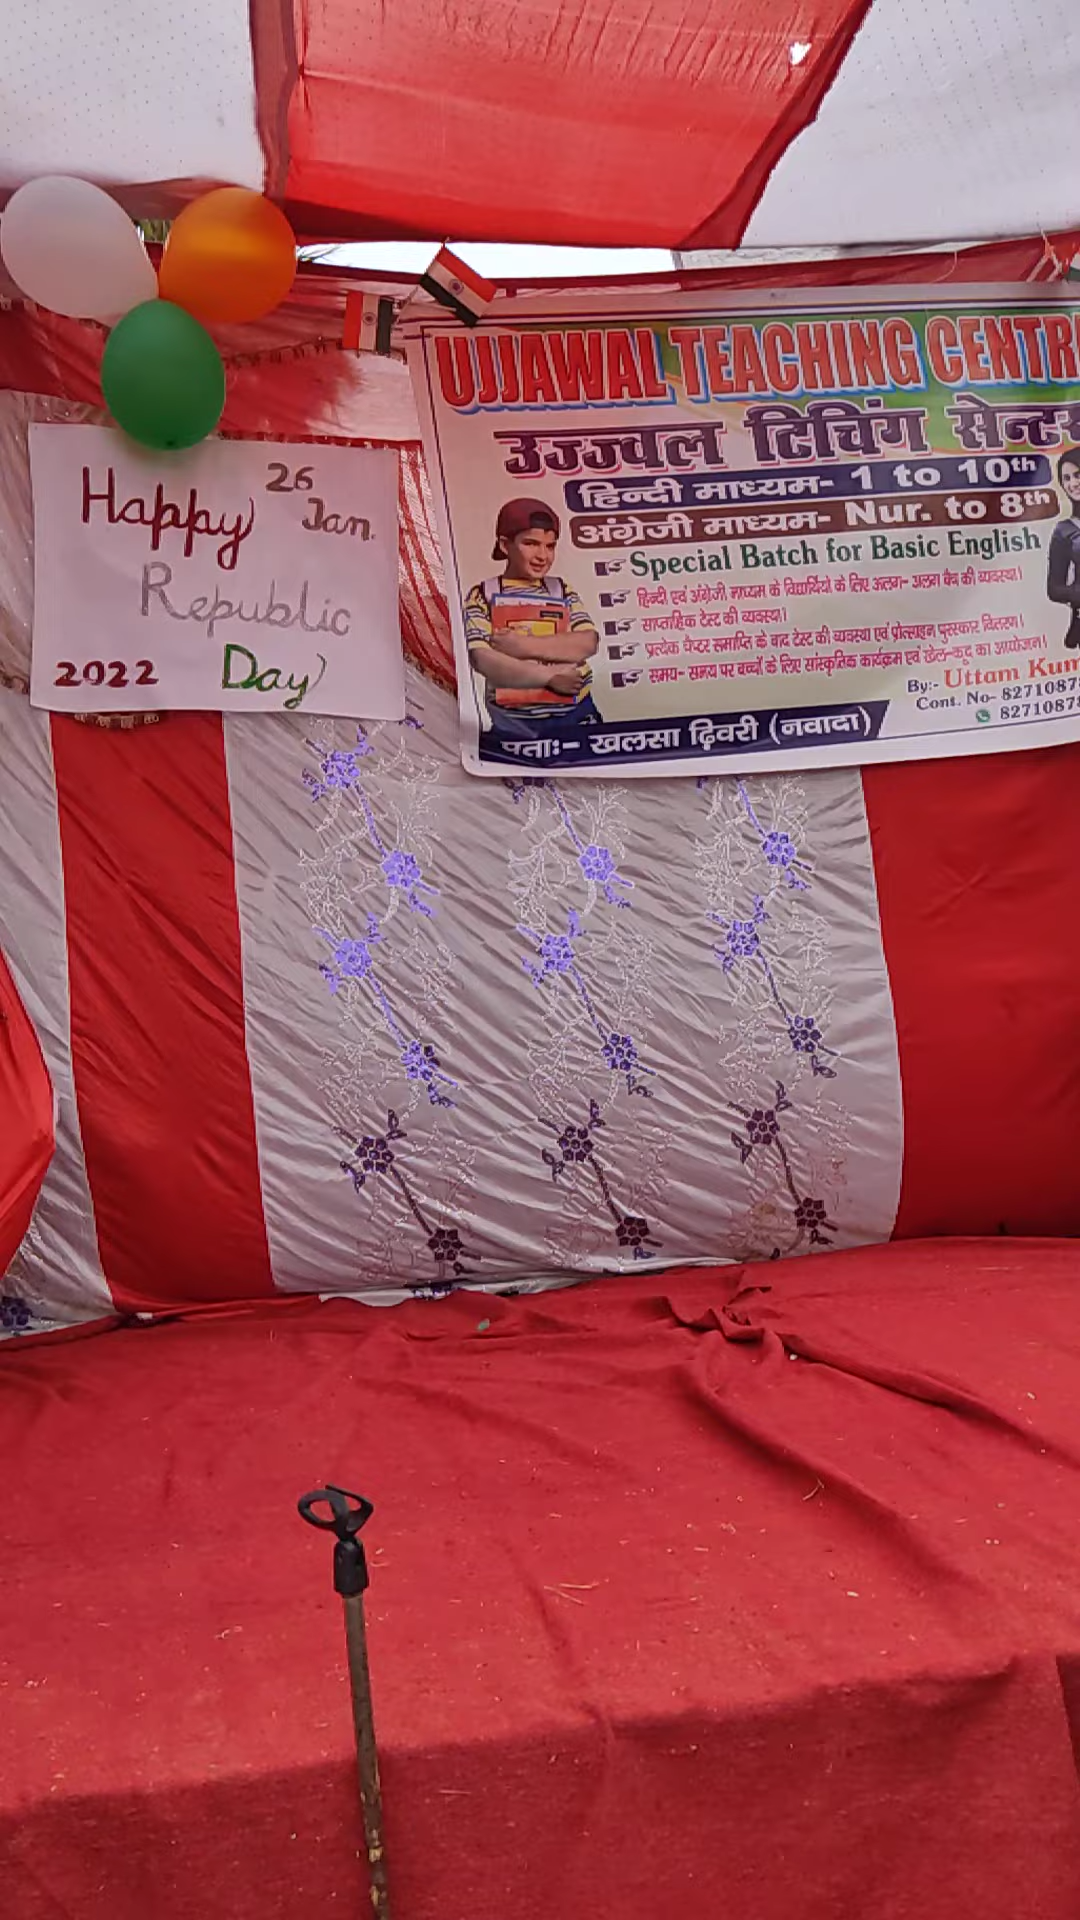 Happy 26 Jan.
Republic
2022 Day
UJJAWAL TEACHING CENTR
उज्ज्वल टिचिंग सेन्टर
हिन्दी माध्यम- 1 to 10th
अंग्रेजी माध्यम- Nur. to 8th
Special Batch for Basic English
हिन्दी एवं अंग्रेजी माध्यम के विद्यार्थियों के लिए अलग- अलग बैच की व्यवस्था।
साप्ताहिक टेस्ट की व्यवस्था।
प्रत्येक चैप्टर समाप्ति के बाद टेस्ट की व्यवस्था एवं प्रोत्साहन पुरस्कार वितरण।
समय- समय पर बच्चों के लिए सांस्कृतिक कार्यक्रम एवं खेल-कूद का आयोजन।
By:- Uttam Kum
Cont. No- 8271087
8271087
पताः- खलसा ढ़िवरी (नवादा)